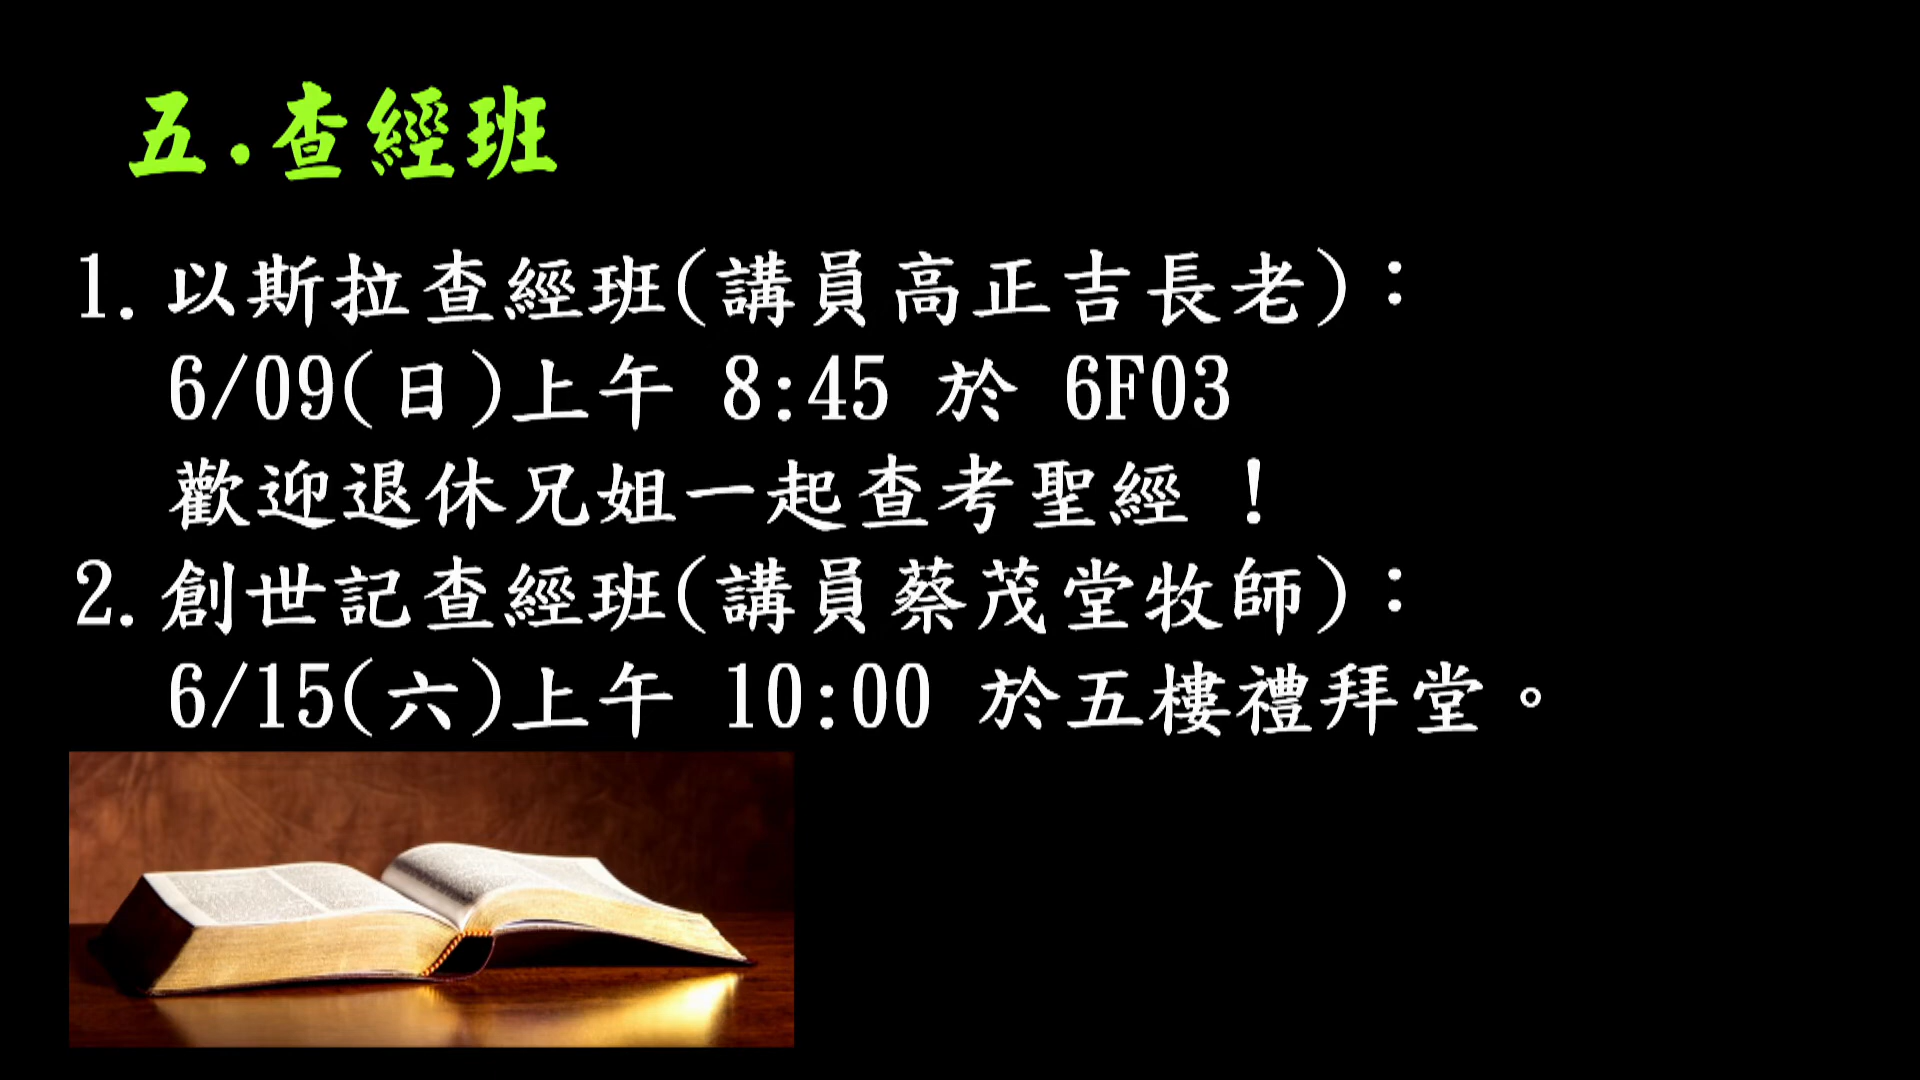 五.查經班
1.以斯拉查經班(講員高正吉長老):
6/09(日)上午 8:45 於 6F03
歡迎退休兄姐一起查考聖經 !
2.創世記查經班(講員蔡茂堂牧師):
6/15(六)上午 10:00 於五樓禮拜堂。